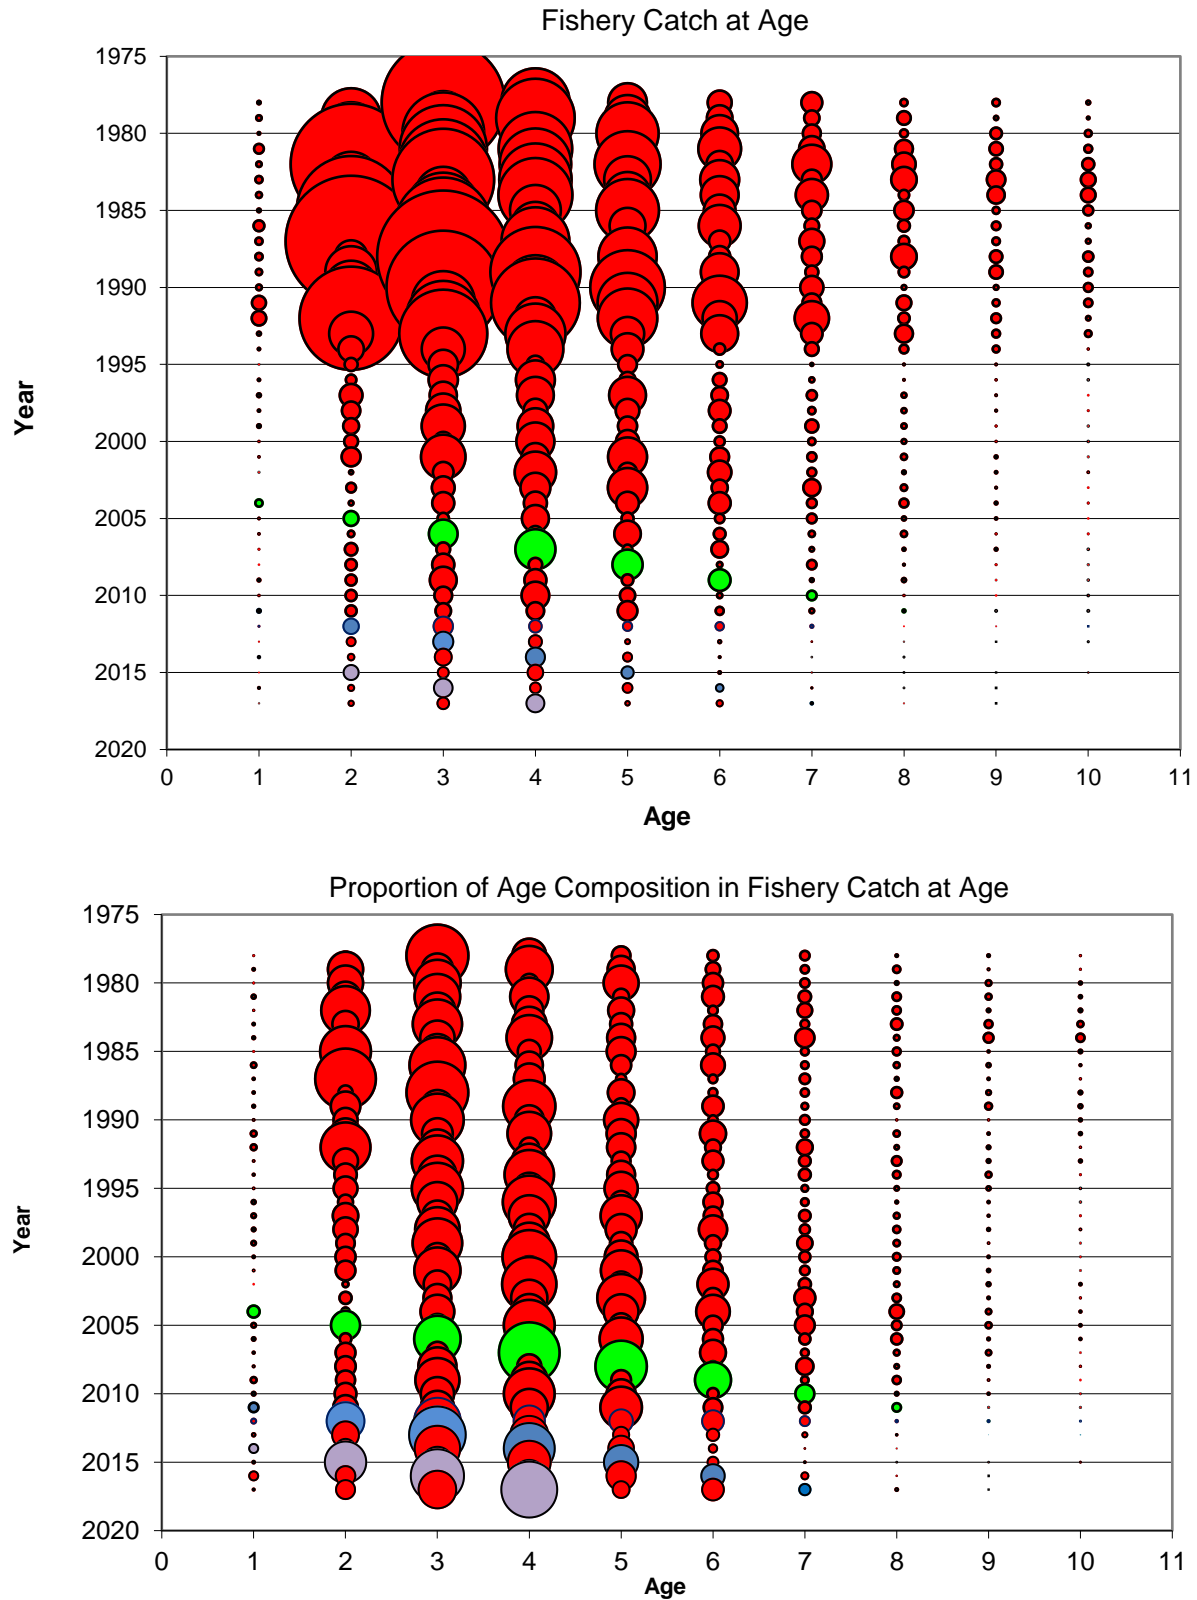 Fishery Catch at Age
1975
1980
1985
1990
1995
2000
2005
2010
2015
2020
Year
0 1 2 3 4 5 6 7 8 9 10 11
Age
Proportion of Age Composition in Fishery Catch at Age
1975
1980
1985
1990
1995
2000
2005
2010
2015
2020
Year
0 1 2 3 4 5 6 7 8 9 10 11
Age